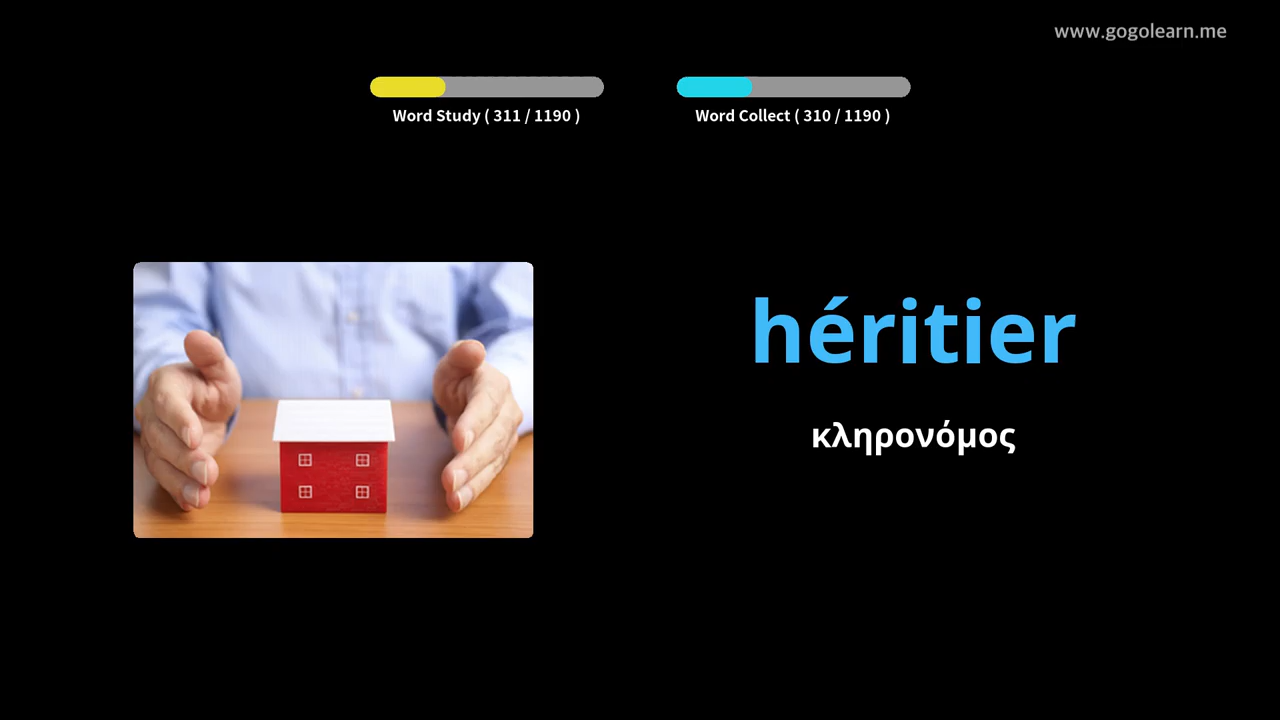 www.gogolearn.me
Word Study ( 311 / 1190 )
Word Collect ( 310 / 1190 )
héritier
κληρονόμος